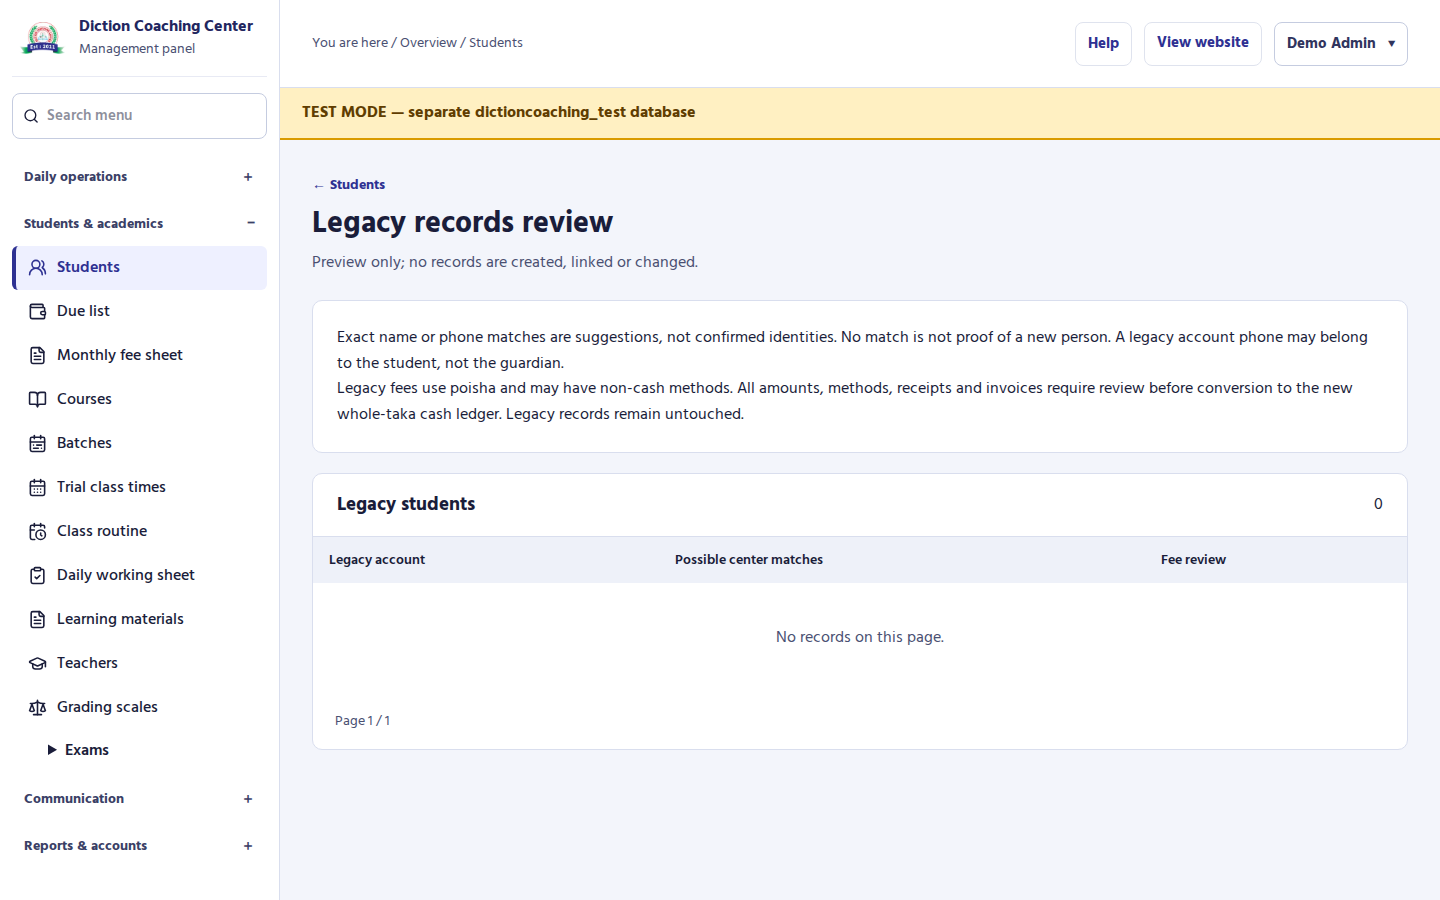 Diction Coaching Center
Management panel
Est : 2011
Search menu
Daily operations +
Students & academics −
Students
Due list
Monthly fee sheet
Courses
Batches
Trial class times
Class routine
Daily working sheet
Learning materials
Teachers
Grading scales
▶ Exams
Communication +
Reports & accounts +
You are here / Overview / Students
Help
View website
Demo Admin ▾
TEST MODE — separate dictioncoaching_test database
← Students
Legacy records review
Preview only; no records are created, linked or changed.
Exact name or phone matches are suggestions, not confirmed identities. No match is not proof of a new person. A legacy account phone may belong
to the student, not the guardian.
Legacy fees use poisha and may have non-cash methods. All amounts, methods, receipts and invoices require review before conversion to the new
whole-taka cash ledger. Legacy records remain untouched.
Legacy students 0
Legacy account Possible center matches Fee review
No records on this page.
Page 1 / 1